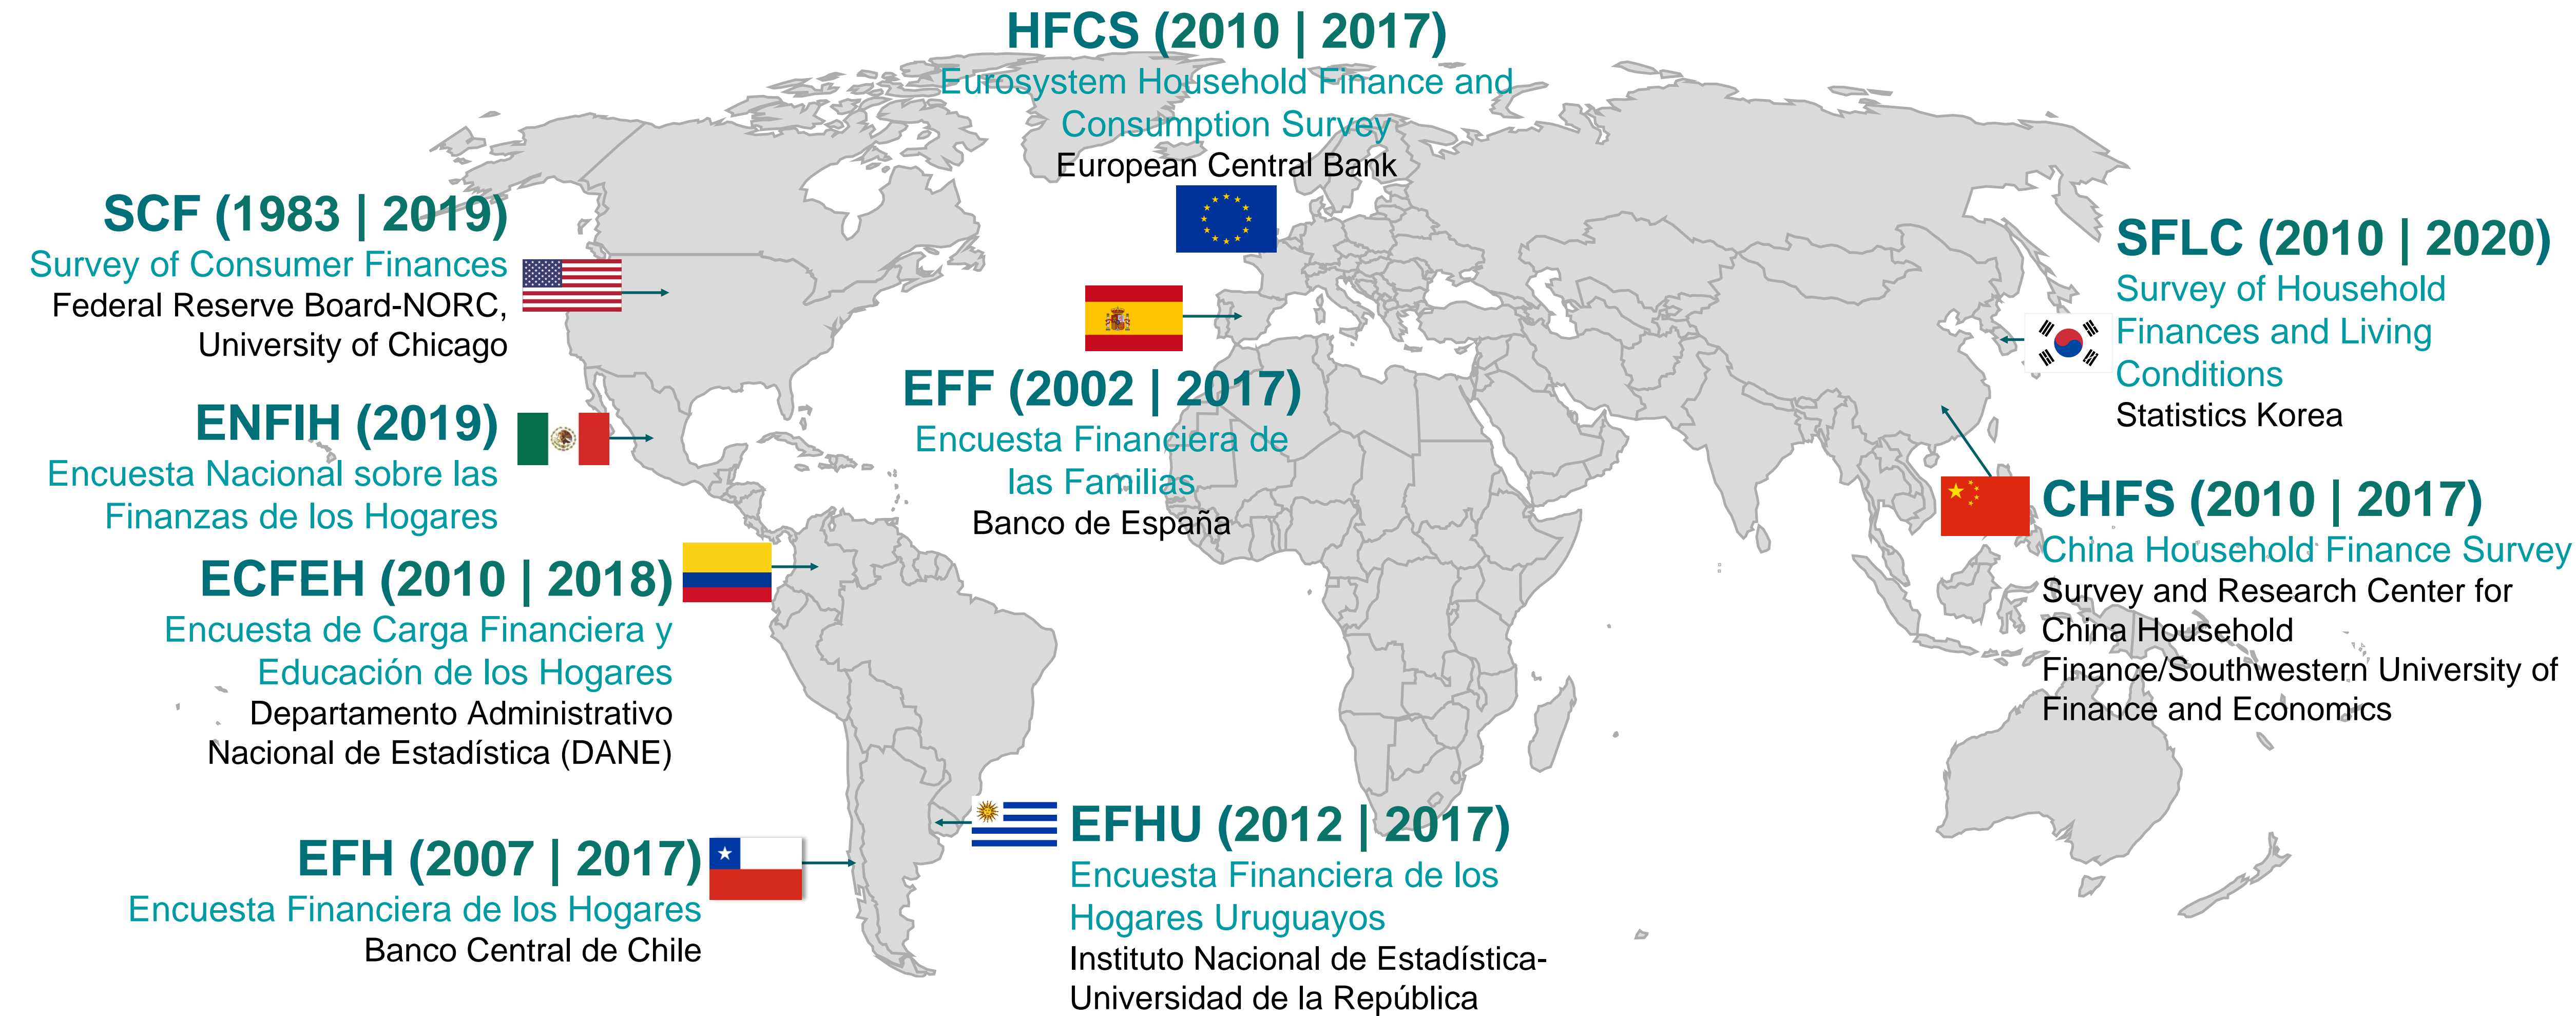 HFCS (2010 | 2017)
Eurosystem Household Finance and
Consumption Survey
European Central Bank
SCF (1983 | 2019)
Survey of Consumer Finances
Federal Reserve Board-NORC,
University of Chicago
SFLC (2010 | 2020)
Survey of Household
Finances and Living
Conditions
Statistics Korea
EFF (2002 | 2017)
Encuesta Financiera de
las Familias
Banco de España
ENFIH (2019)
Encuesta Nacional sobre las
Finanzas de los Hogares
CHFS (2010 | 2017)
China Household Finance Survey
Survey and Research Center for
China Household
Finance/Southwestern University of
Finance and Economics
ECFEH (2010 | 2018)
Encuesta de Carga Financiera y
Educación de los Hogares
Departamento Administrativo
Nacional de Estadística (DANE)
EFH (2007 | 2017)
Encuesta Financiera de los Hogares
Banco Central de Chile
EFHU (2012 | 2017)
Encuesta Financiera de los
Hogares Uruguayos
Instituto Nacional de Estadística-
Universidad de la República